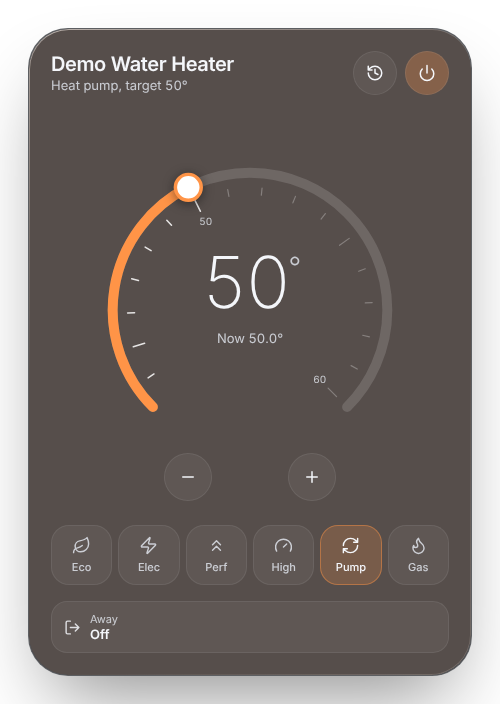 Demo Water Heater
Heat pump, target 50°
50
50°
Now 50.0°
60
Eco
Elec
Perf
High
Pump
Gas
Away
Off